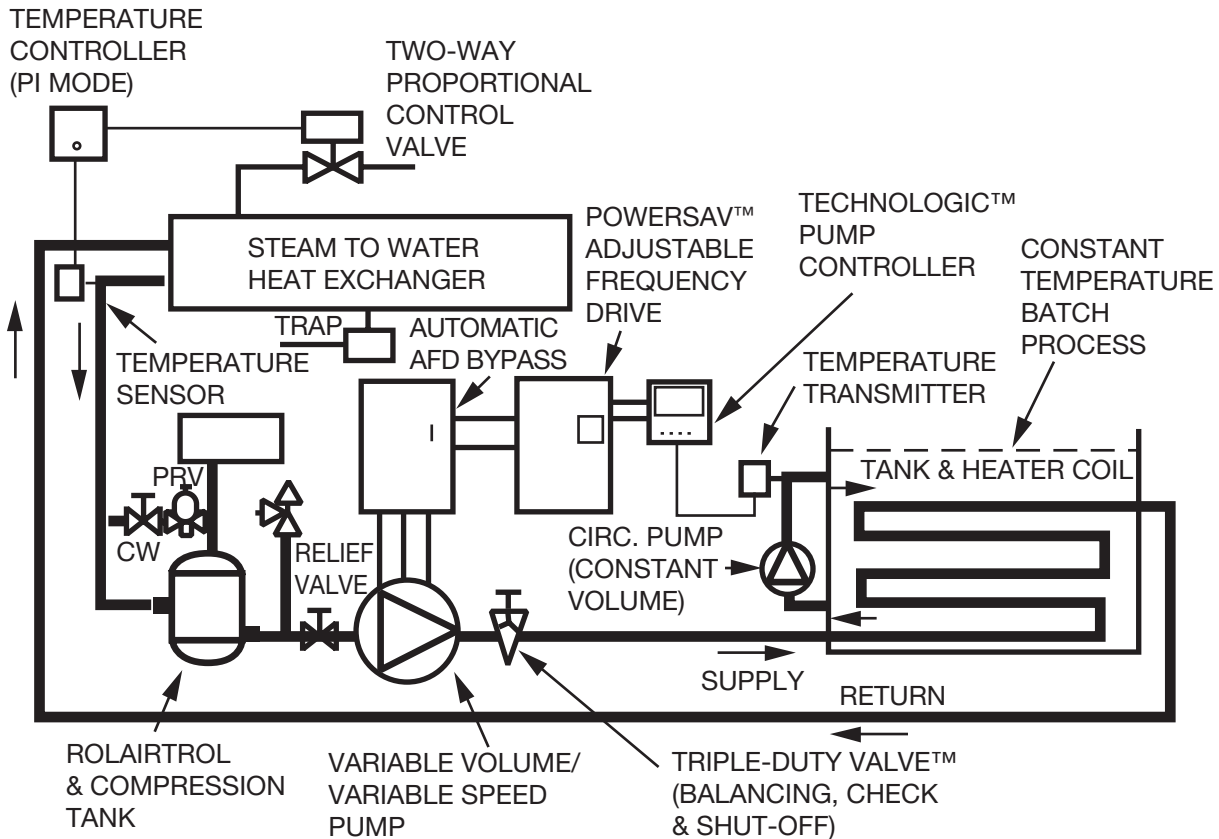 TEMPERATURE
CONTROLLER
(PI MODE)
TWO-WAY
PROPORTIONAL
CONTROL
VALVE
STEAM TO WATER
HEAT EXCHANGER
POWERSAV™
ADJUSTABLE
FREQUENCY
DRIVE
TECHNOLOGIC™
PUMP
CONTROLLER
CONSTANT
TEMPERATURE
BATCH
PROCESS
TRAP
AUTOMATIC
AFD BYPASS
TEMPERATURE
SENSOR
TEMPERATURE
TRANSMITTER
TANK & HEATER COIL
PRV
CW
RELIEF
VALVE
CIRC. PUMP
(CONSTANT
VOLUME)
SUPPLY
RETURN
ROLAIRTROL
& COMPRESSION
TANK
VARIABLE VOLUME/
VARIABLE SPEED
PUMP
TRIPLE-DUTY VALVE™
(BALANCING, CHECK
& SHUT-OFF)